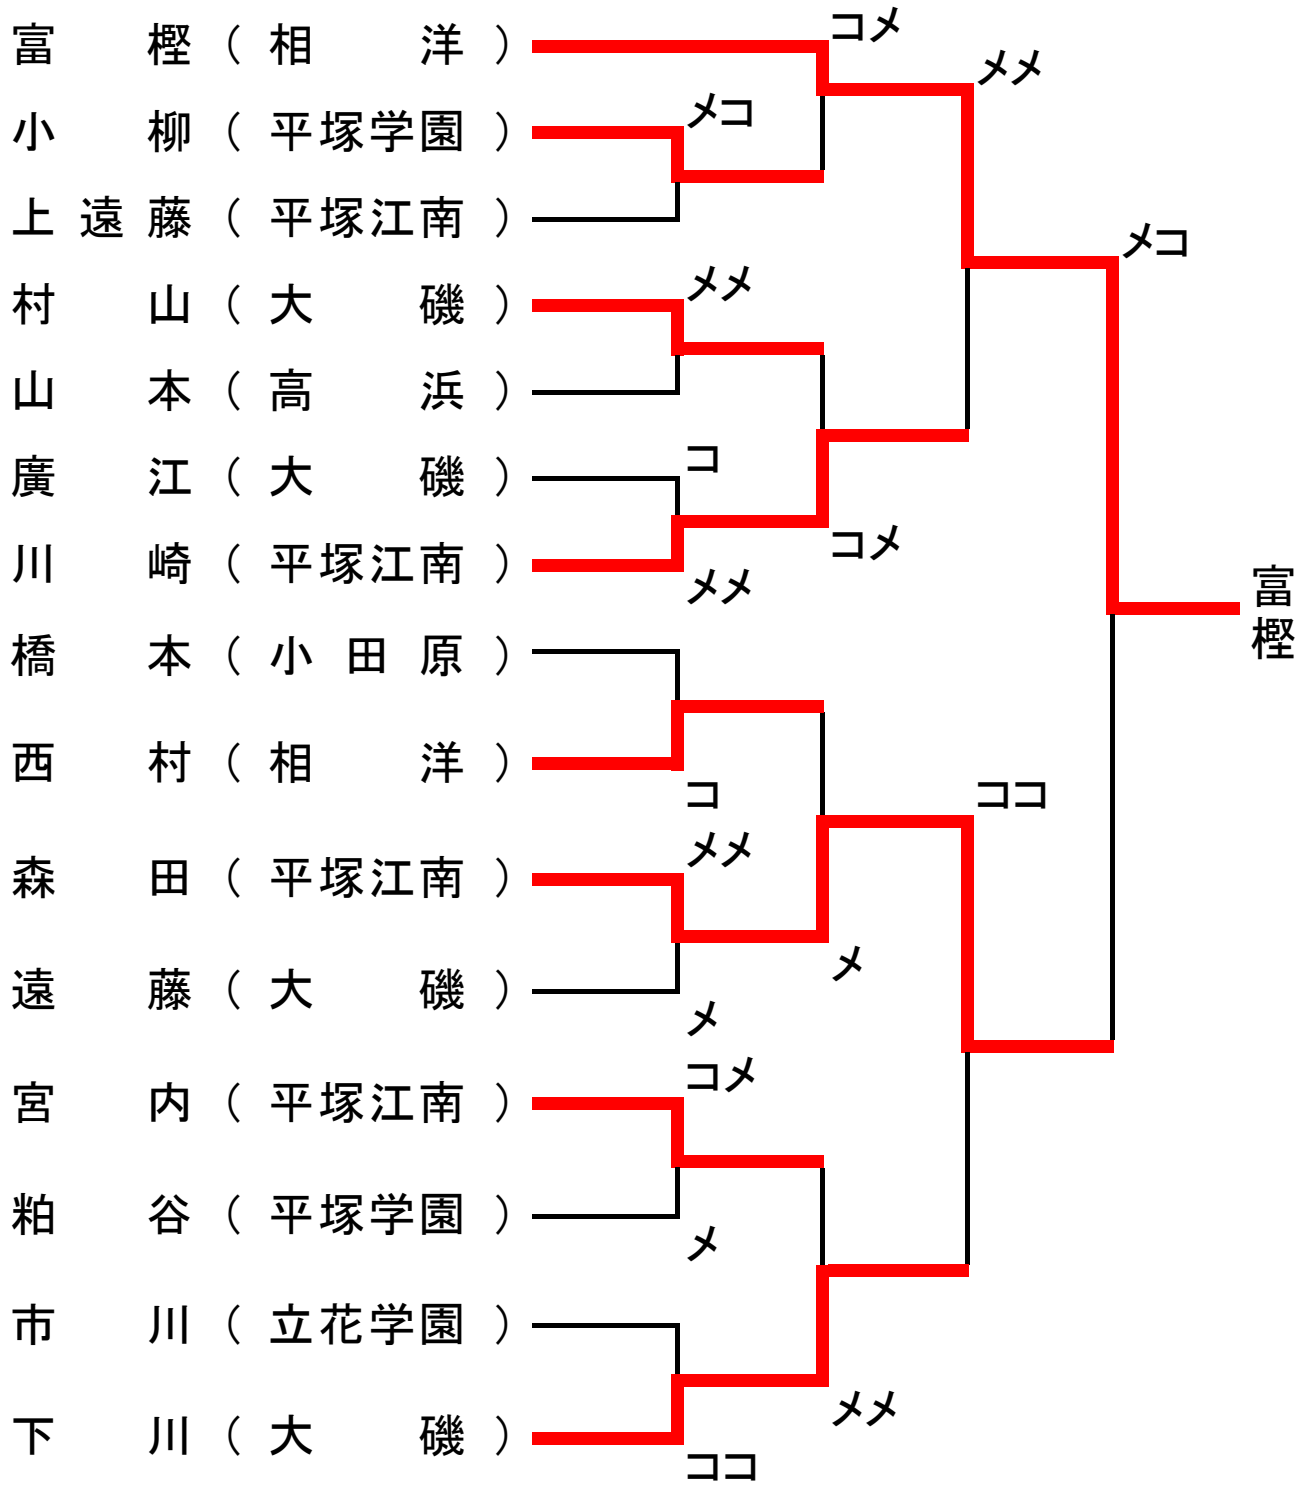 富樫（相洋）
小柳（平塚学園）
上遠藤（平塚江南）
村山（大磯）
山本（高浜）
廣江（大磯）
川崎（平塚江南）
橋本（小田原）
西村（相洋）
森田（平塚江南）
遠藤（大磯）
宮内（平塚江南）
粕谷（平塚学園）
市川（立花学園）
下川（大磯）
メコ
メメ
コ
メメ
コ
メメ
メ
コメ
メ
ココ
コメ
コメ
メ
メメ
メメ
ココ
メコ
富樫